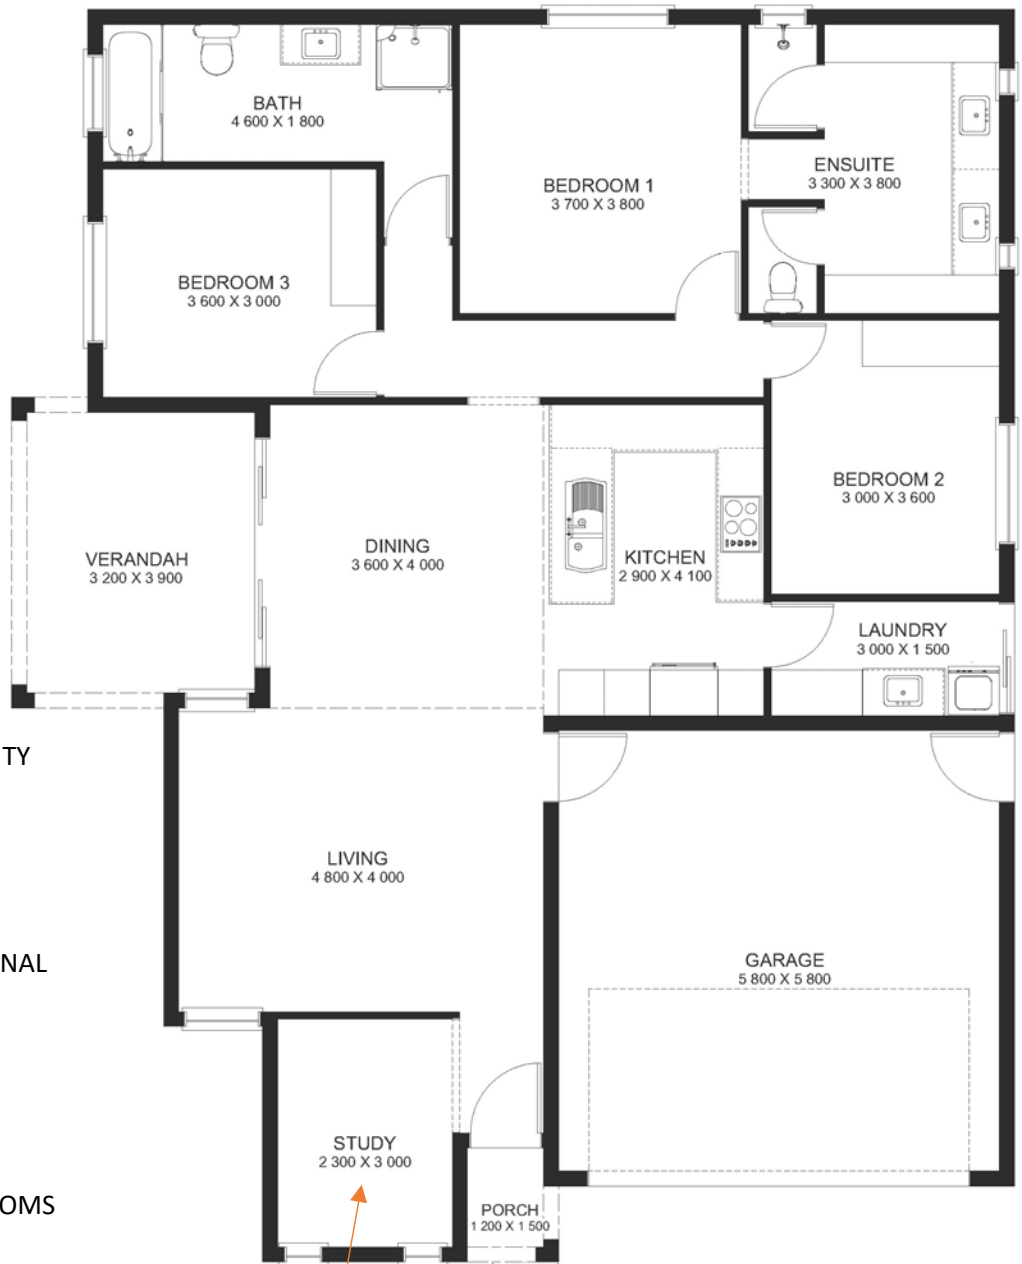 BATH
4 600 X 1 800
BEDROOM 1
3 700 X 3 800
ENSUITE
3 300 X 3 800
BEDROOM 3
3 600 X 3 000
BEDROOM 2
3 000 X 3 600
VERANDAH
3 200 X 3 900
DINING
3 600 X 4 000
KITCHEN
2 900 X 4 100
LAUNDRY
3 000 X 1 500
TY
LIVING
4 800 X 4 000
NAL
GARAGE
5 800 X 5 800
STUDY
2 300 X 3 000
OMS
PORCH
1 200 X 1 500